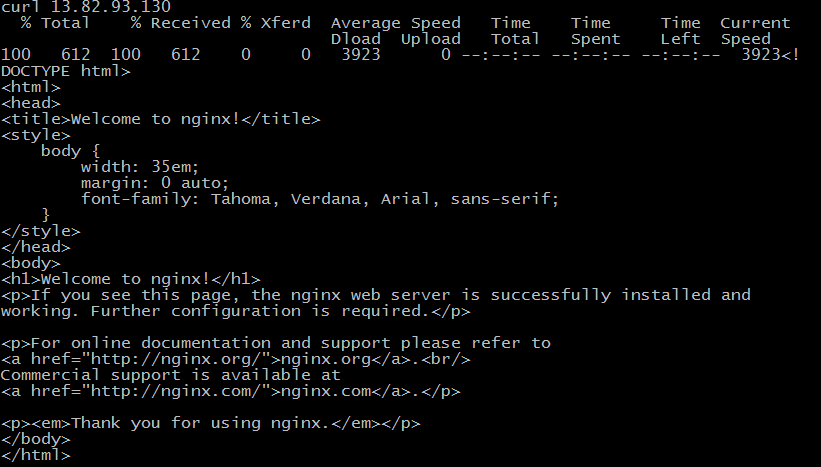 curl 13.82.93.130
  % Total    % Received % Xferd  Average Speed   Time    Time     Time  Current
                                 Dload  Upload   Total   Spent    Left  Speed
100   612  100   612    0     0   3923      0 --:--:-- --:--:-- --:--:--  3923<!
DOCTYPE html>
<html>
<head>
<title>Welcome to nginx!</title>
<style>
    body {
        width: 35em;
        margin: 0 auto;
        font-family: Tahoma, Verdana, Arial, sans-serif;
    }
</style>
</head>
<body>
<h1>Welcome to nginx!</h1>
<p>If you see this page, the nginx web server is successfully installed and
working. Further configuration is required.</p>

<p>For online documentation and support please refer to
<a href="http://nginx.org/">nginx.org</a>.<br/>
Commercial support is available at
<a href="http://nginx.com/">nginx.com</a>.</p>

<p><em>Thank you for using nginx.</em></p>
</body>
</html>